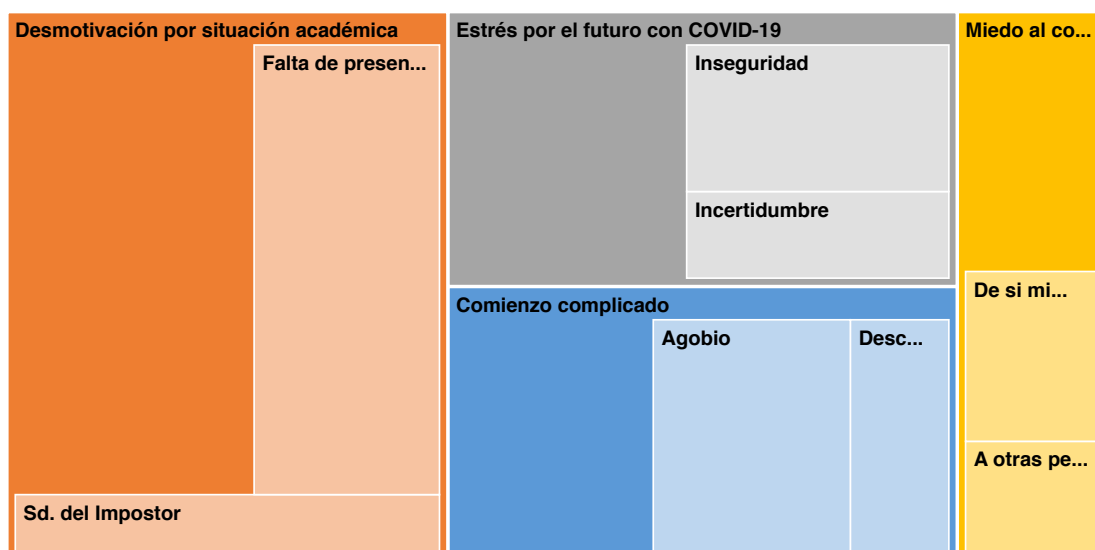 Desmotivación por situación académica
Falta de presen...
Sd. del Impostor
Estrés por el futuro con COVID-19
Inseguridad
Incertidumbre
Comienzo complicado
Agobio
Desc...
Miedo al co...
De si mi...
A otras pe...